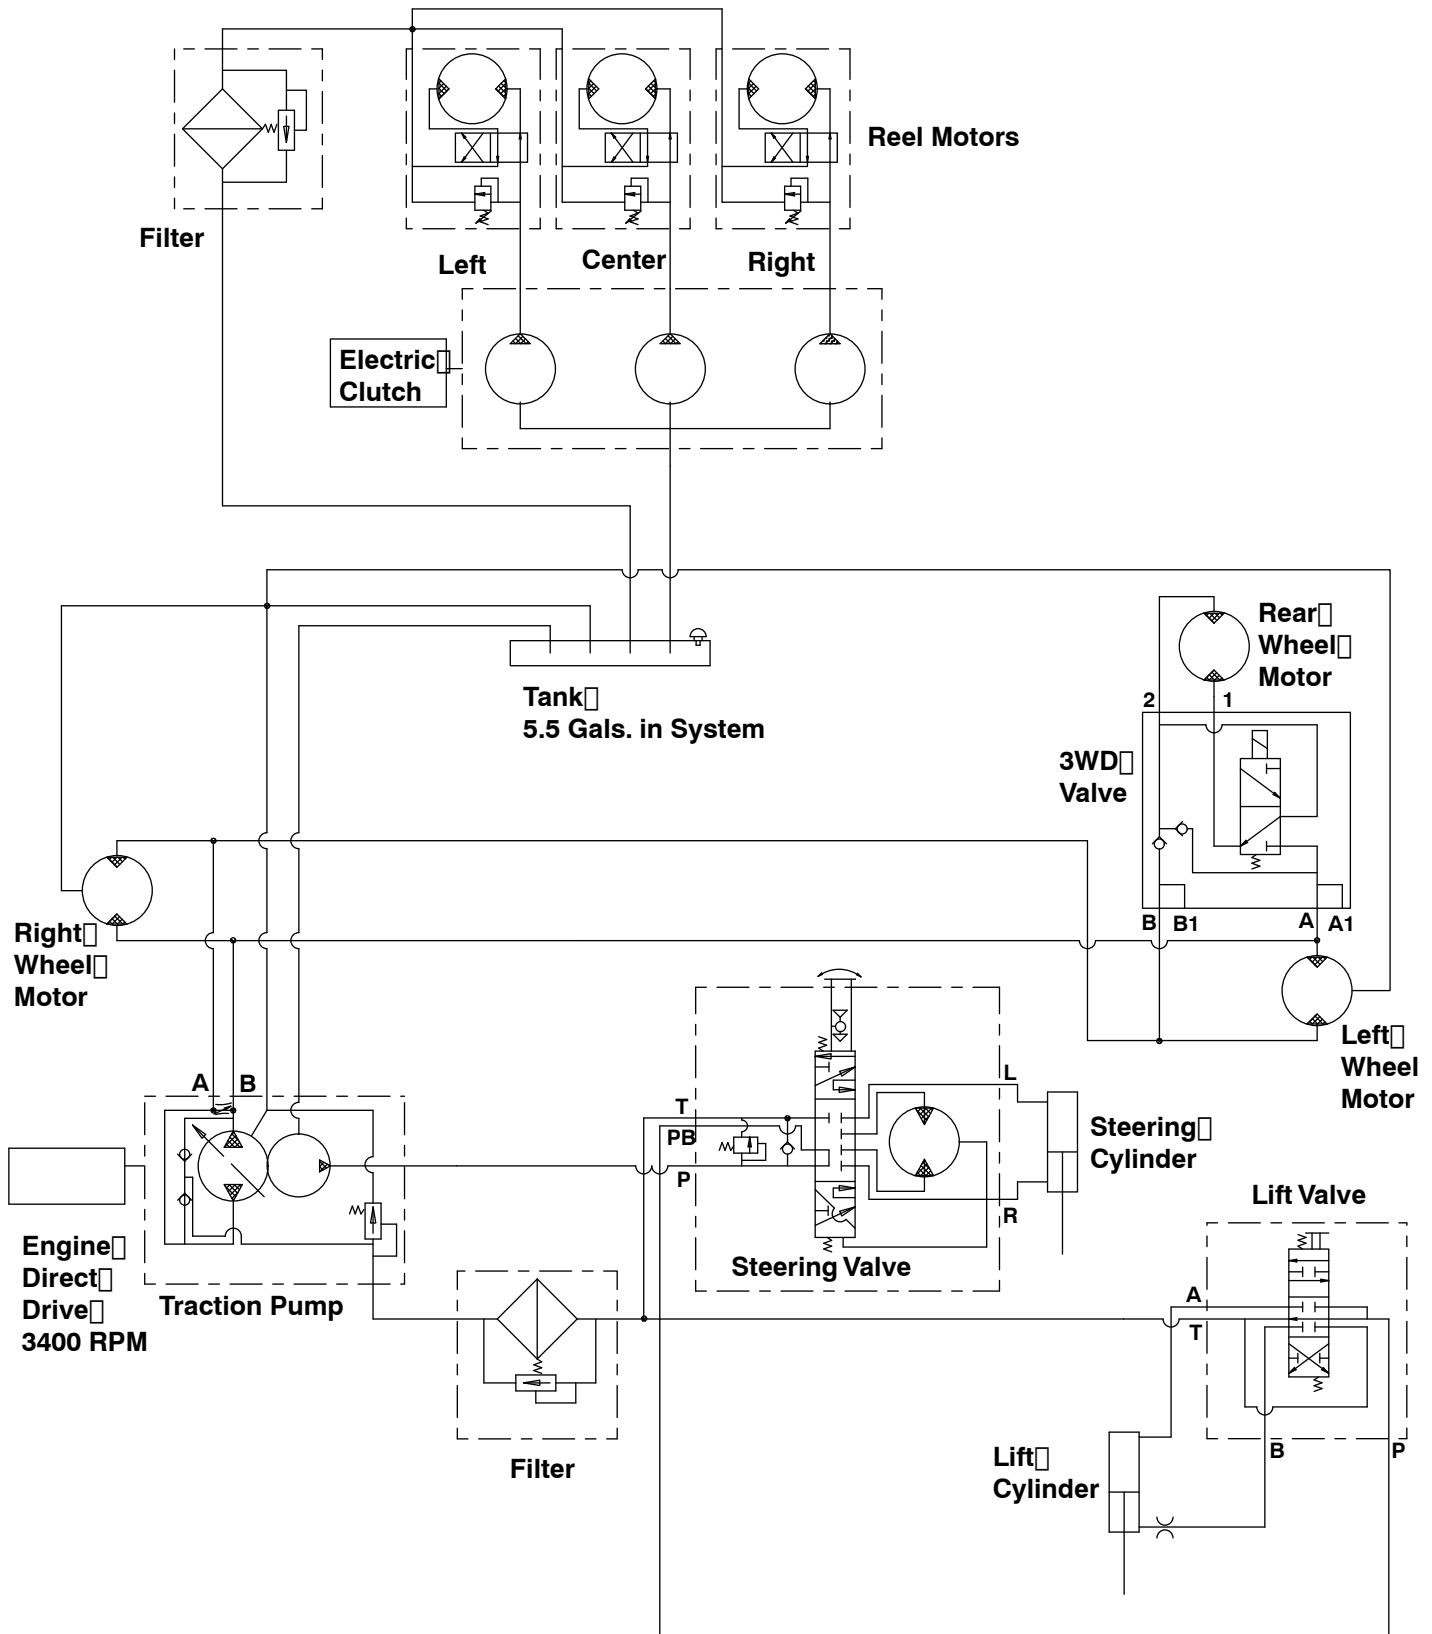 Reel Motors
Filter
Left
Center
Right
Electric
Clutch
Rear
Wheel
Motor
Tank
5.5 Gals. in System
2
1
3WD
Valve
B
B1
A
A1
Right
Wheel
Motor
Left
Wheel
Motor
A
B
L
T
PB
P
R
Steering
Cylinder
Lift Valve
Engine
Direct
Drive
3400 RPM
Traction Pump
Steering Valve
A
T
Filter
B
P
Lift
Cylinder